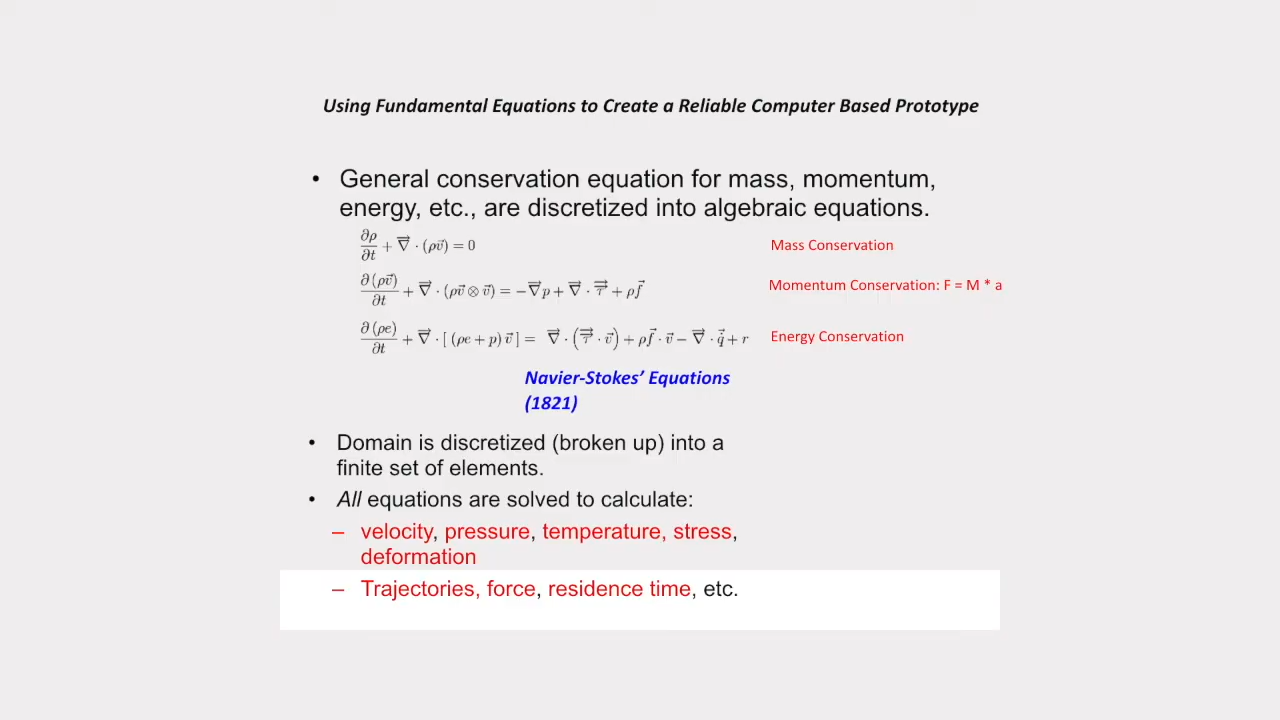 Using Fundamental Equations to Create a Reliable Computer Based Prototype
• General conservation equation for mass, momentum,
energy, etc., are discretized into algebraic equations.
∂ρ/∂t + ∇⃗ · (ρv⃗) = 0 Mass Conservation
∂(ρv⃗)/∂t + ∇⃗ · (ρv⃗ ⊗ v⃗) = −∇⃗p + ∇⃗ · τ⃗⃗ + ρf⃗ Momentum Conservation: F = M * a
∂(ρe)/∂t + ∇⃗ · [ (ρe + p) v⃗ ] = ∇⃗ · (τ⃗⃗ · v⃗) + ρf⃗ · v⃗ − ∇⃗ · q̇⃗ + r Energy Conservation
Navier-Stokes’ Equations
(1821)
• Domain is discretized (broken up) into a
finite set of elements.
• All equations are solved to calculate:
– velocity, pressure, temperature, stress,
deformation
– Trajectories, force, residence time, etc.